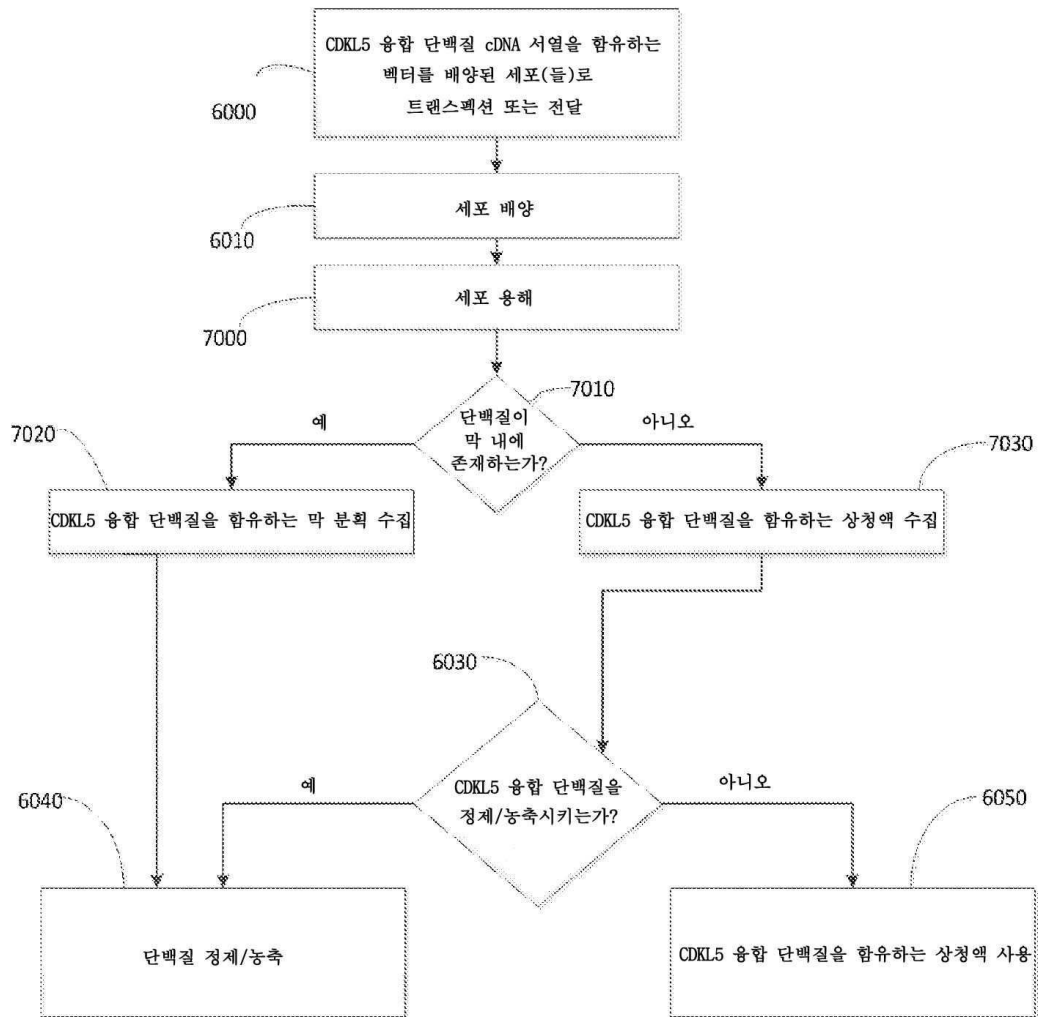 CDKL5 융합 단백질 cDNA 서열을 함유하는
벡터를 배양된 세포(들)로
트랜스펙션 또는 전달
6000
세포 배양
6010
세포 용해
7000
7010
단백질이
막 내에
존재하는가?
예
아니오
7020
7030
CDKL5 융합 단백질을 함유하는 막 분획 수집
CDKL5 융합 단백질을 함유하는 상청액 수집
6030
CDKL5 융합 단백질을
정제/농축시키는가?
예
아니오
6040
6050
단백질 정제/농축
CDKL5 융합 단백질을 함유하는 상청액 사용